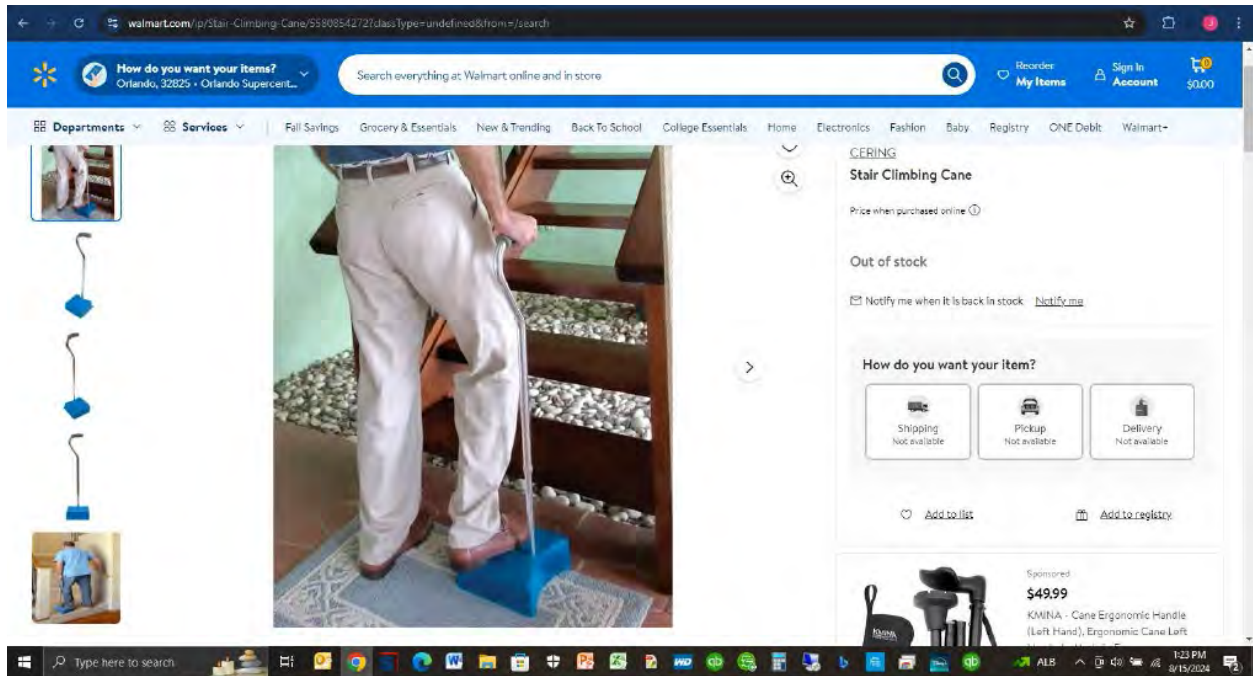 walmart.com/ip/Stair-Climbing-Cane/5580854272?classType=undefined&from=/search
J
How do you want your items?
Orlando, 32825 • Orlando Supercent...
Search everything at Walmart online and in store
Reorder
My Items
Sign In
Account
0
$0.00
Departments
Services
Fall Savings
Grocery & Essentials
New & Trending
Back To School
College Essentials
Home
Electronics
Fashion
Baby
Registry
ONE Debit
Walmart+
CERING
Stair Climbing Cane
Price when purchased online
Out of stock
Notify me when it is back in stock Notify me
How do you want your item?
Shipping
Not available
Pickup
Not available
Delivery
Not available
Add to list
Add to registry
Sponsored
$49.99
KMINA - Cane Ergonomic Handle
(Left Hand), Ergonomic Cane Left
KMINA
Type here to search
ALB
1:23 PM
8/15/2024
2